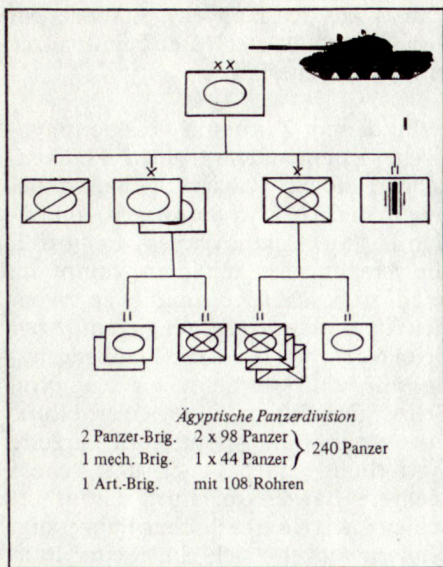 Ägyptische Panzerdivision
2 Panzer-Brig. 2 x 98 Panzer
1 mech. Brig. 1 x 44 Panzer } 240 Panzer
1 Art.-Brig. mit 108 Rohren